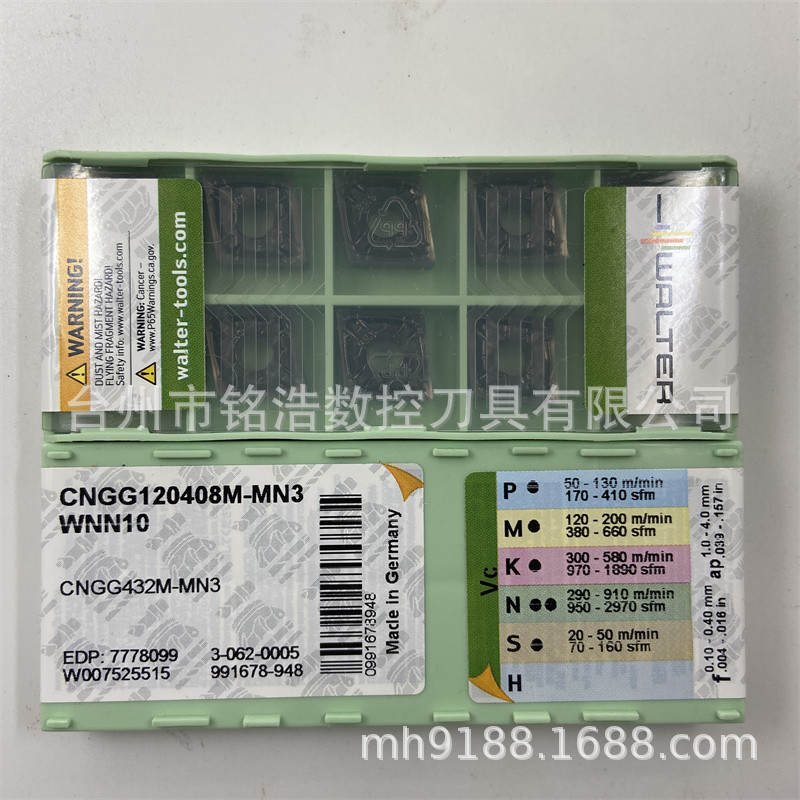 WARNING!
DUST AND MIST HAZARD!
FLYING FRAGMENT HAZARD!
Safety info: www.walter-tools.com
WARNING: Cancer –
www.P65Warnings.ca.gov
walter-tools.com
PP
WALTER
台州市铭浩数控刀具有限公司
CNGG120408M-MN3
WNN10
CNGG432M-MN3
EDP: 7778099 3-062-0005
W007525515 991678-948
0991678948
Made in Germany
Vc
P 50 - 130 m/min
170 - 410 sfm
M 120 - 200 m/min
380 - 660 sfm
K 300 - 580 m/min
970 - 1890 sfm
N 290 - 910 m/min
950 - 2970 sfm
S 20 - 50 m/min
70 - 160 sfm
H
ap 1.0 - 4.0 mm
.039 - .157 in
f 0.10 - 0.40 mm
.004 - .016 in
mh9188.1688.com